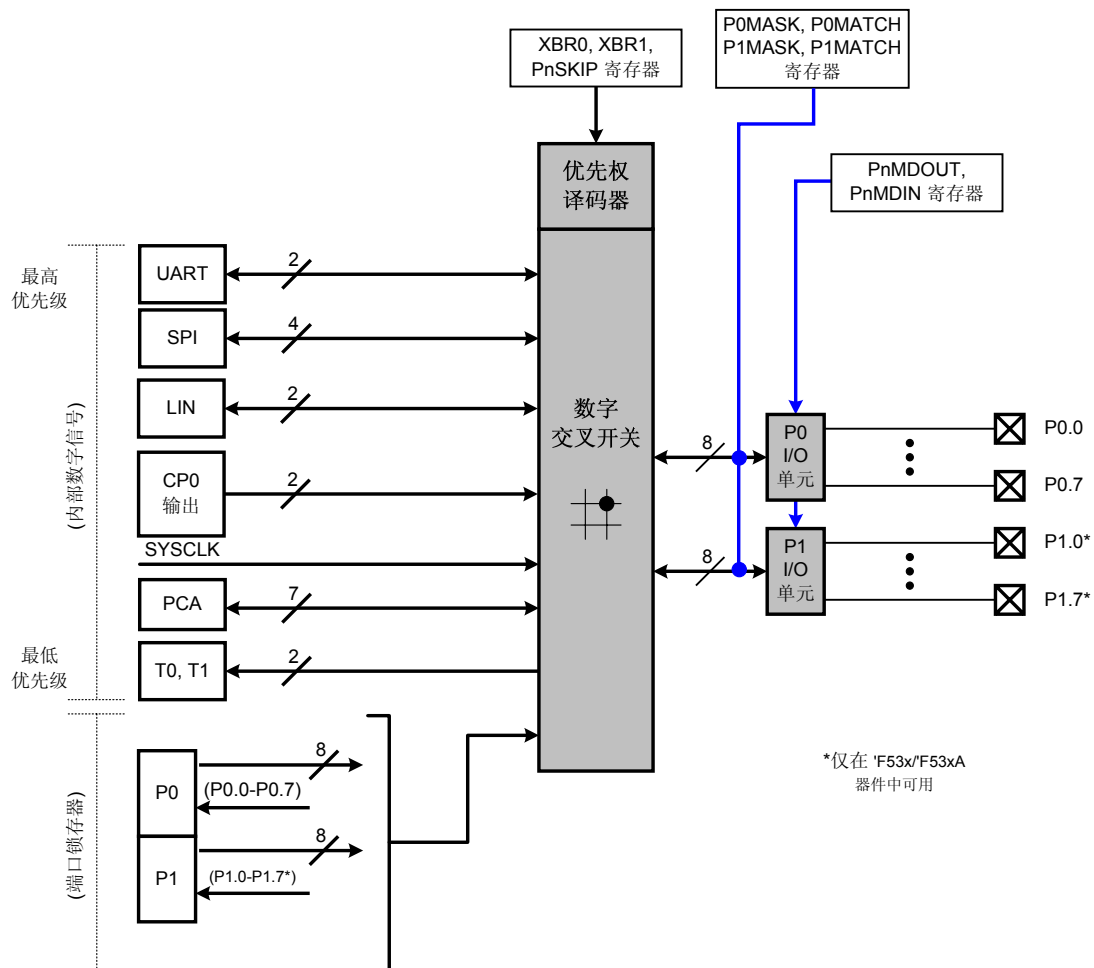 XBR0, XBR1,
PnSKIP 寄存器
P0MASK, P0MATCH
P1MASK, P1MATCH
寄存器
PnMDOUT,
PnMDIN 寄存器
优先权
译码器
最高
优先级
(内部数字信号)
最低
优先级
UART
2
SPI
4
LIN
2
CP0
输出
2
SYSCLK
PCA
7
T0, T1
2
数字
交叉开关
8
8
P0
I/O
单元
P1
I/O
单元
P0.0
P0.7
P1.0*
P1.7*
(端口锁存器)
P0
8
(P0.0-P0.7)
P1
8
(P1.0-P1.7*)
*仅在 'F53x/'F53xA
器件中可用